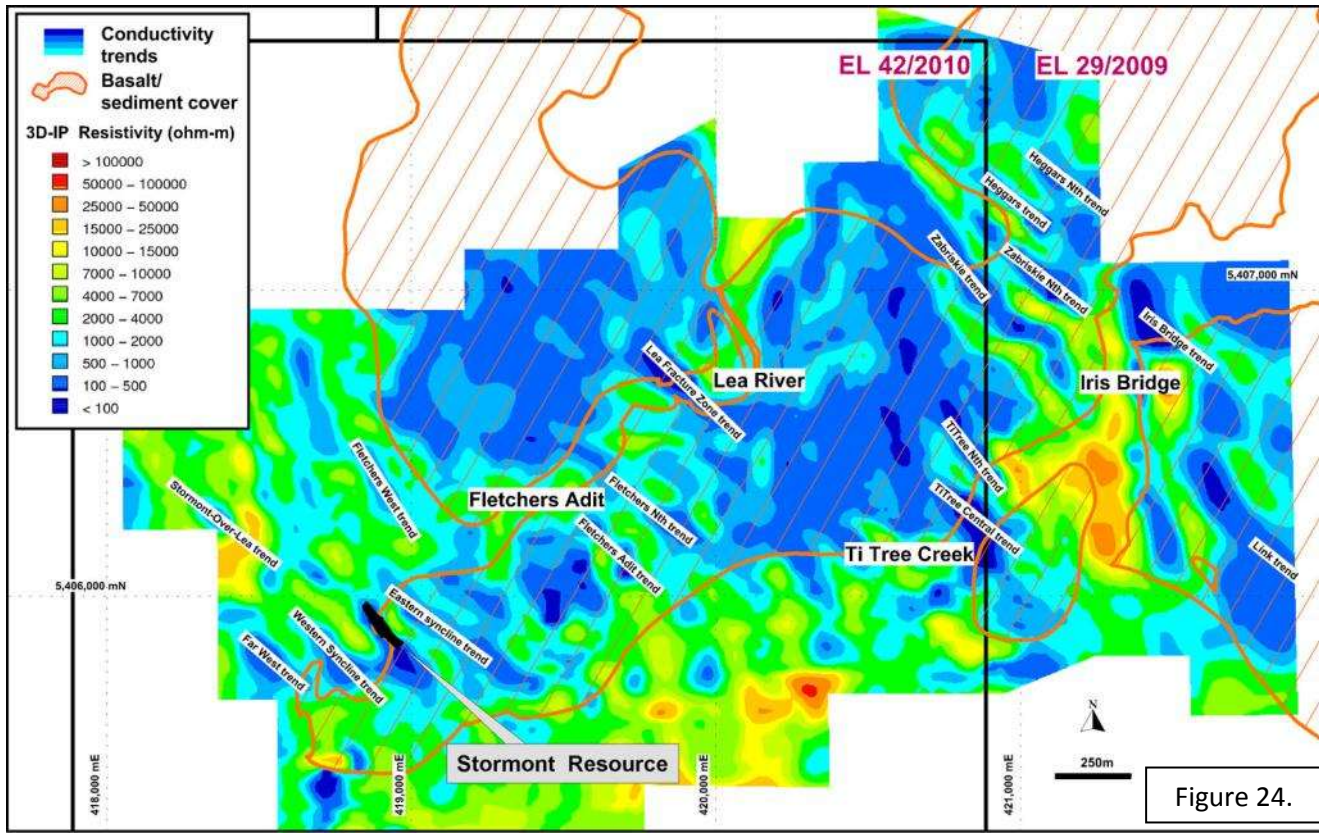 Conductivity
trends
Basalt/
sediment cover
3D-IP Resistivity (ohm-m)
> 100000
50000 – 100000
25000 – 50000
15000 – 25000
10000 – 15000
7000 – 10000
4000 – 7000
2000 – 4000
1000 – 2000
500 – 1000
100 – 500
< 100
EL 42/2010
EL 29/2009
Heggars Nth trend
Heggars trend
Zabriskie trend
Zabriskie Nth trend
5,407,000 mN
Iris Bridge trend
Lea River
Iris Bridge
Lea Fracture Zone trend
TiTree Nth trend
Fletchers West trend
Fletchers Adit
Fletchers Nth trend
TiTree Central trend
Stormont-Over-Lea trend
Fletchers Adit trend
Ti Tree Creek
Link trend
5,406,000 mN
Eastern syncline trend
Western Syncline trend
Far West trend
N
Stormont Resource
250m
418,000 mE
419,000 mE
420,000 mE
421,000 mE
Figure 24.